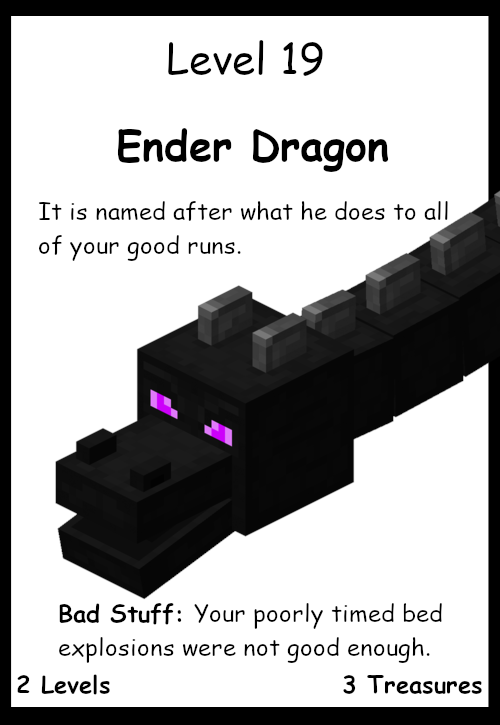 Level 19
Ender Dragon
It is named after what he does to all
of your good runs.
Bad Stuff: Your poorly timed bed
explosions were not good enough.
2 Levels 3 Treasures